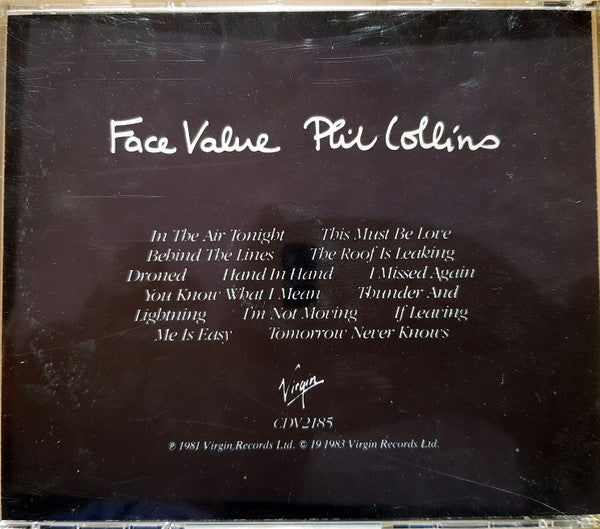 Face Value Phil Collins
In The Air Tonight This Must Be Love
Behind The Lines The Roof Is Leaking
Droned Hand In Hand I Missed Again
You Know What I Mean Thunder And
Lightning I'm Not Moving If Leaving
Me Is Easy Tomorrow Never Knows
Virgin
CDV2185
℗ 1981 Virgin Records Ltd. © 19 1983 Virgin Records Ltd.